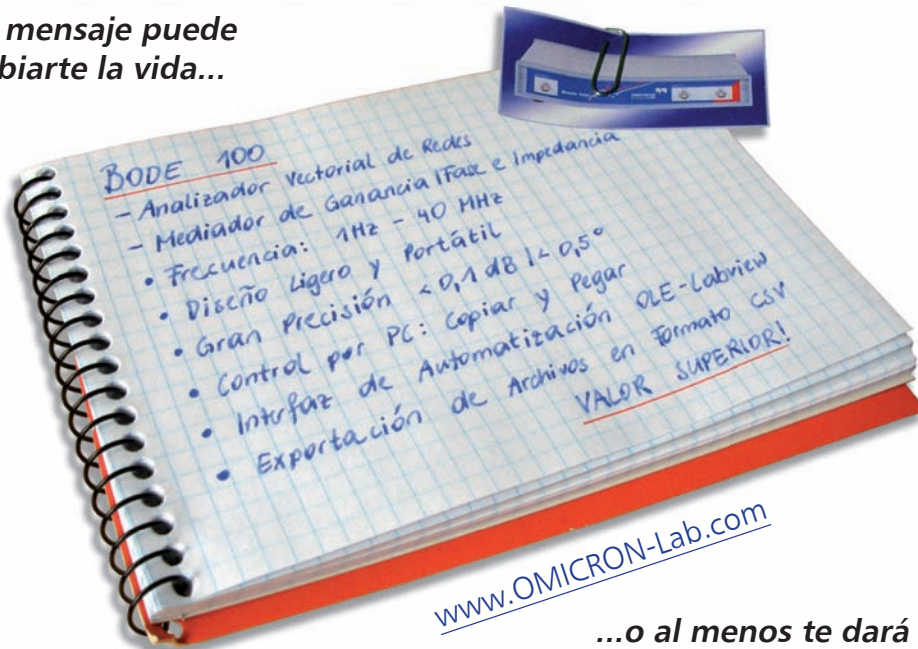 mensaje puede
biarte la vida...
BODE 100
- Analizador Vectorial de Redes
- Mediador de Ganancia | Fase e Impedancia
• Frecuencia: 1Hz - 40 MHz
• Diseño Ligero y Portátil
• Gran Precisión < 0,1 dB | < 0,5°
• Control por PC: Copiar y Pegar
• Interfaz de Automatización OLE-Labview
• Exportación de Archivos en Formato CSV
VALOR SUPERIOR!
www.OMICRON-Lab.com
...o al menos te dará